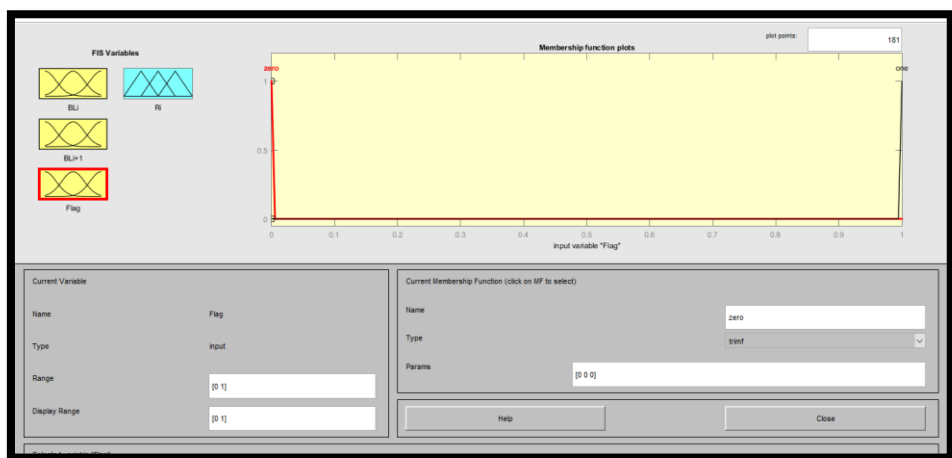 plot points: 181
FIS Variables
Membership function plots
zero
one
1
0.5
0
0 0.1 0.2 0.3 0.4 0.5 0.6 0.7 0.8 0.9 1
input variable "Flag"
BLi
Ri
BLi+1
Flag
Current Variable
Name Flag
Type input
Range [0 1]
Display Range [0 1]
Current Membership Function (click on MF to select)
Name zero
Type trimf
Params [0 0 0]
Help Close
Selected variable "Flag"